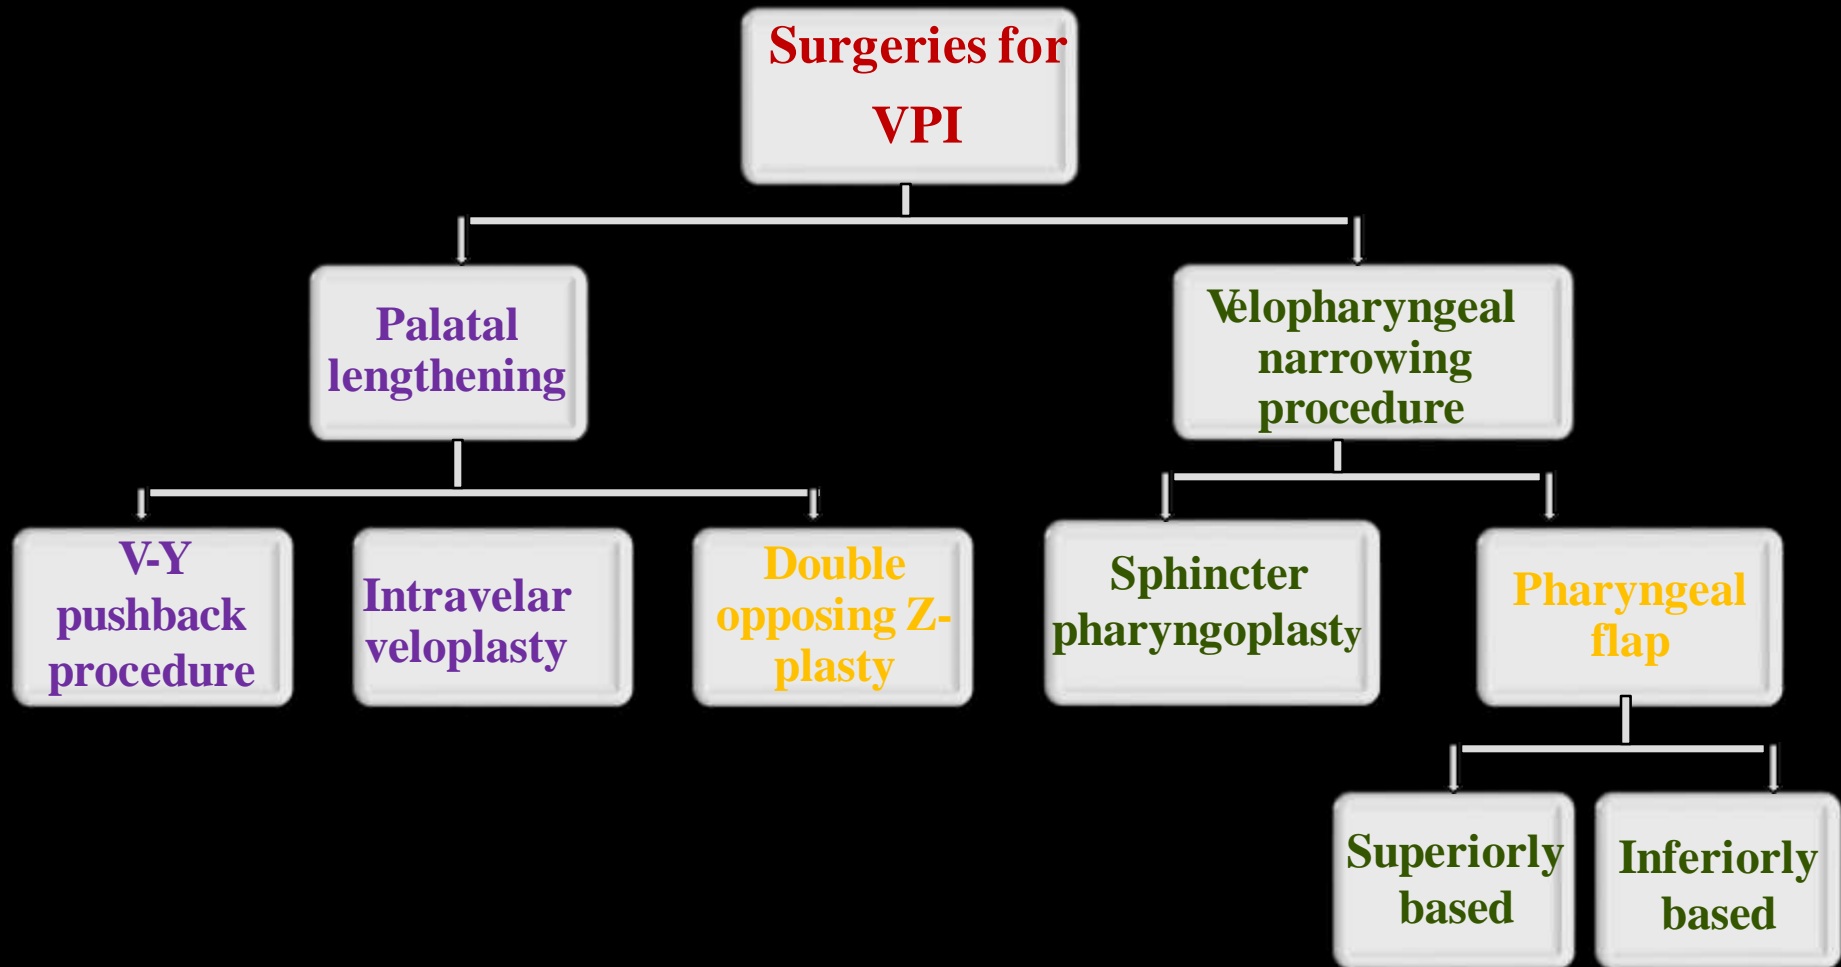 Surgeries for
VPI
Palatal
lengthening
Velopharyngeal
narrowing
procedure
V-Y
pushback
procedure
Intravelar
veloplasty
Double
opposing Z-
plasty
Sphincter
pharyngoplasty
Pharyngeal
flap
Superiorly
based
Inferiorly
based